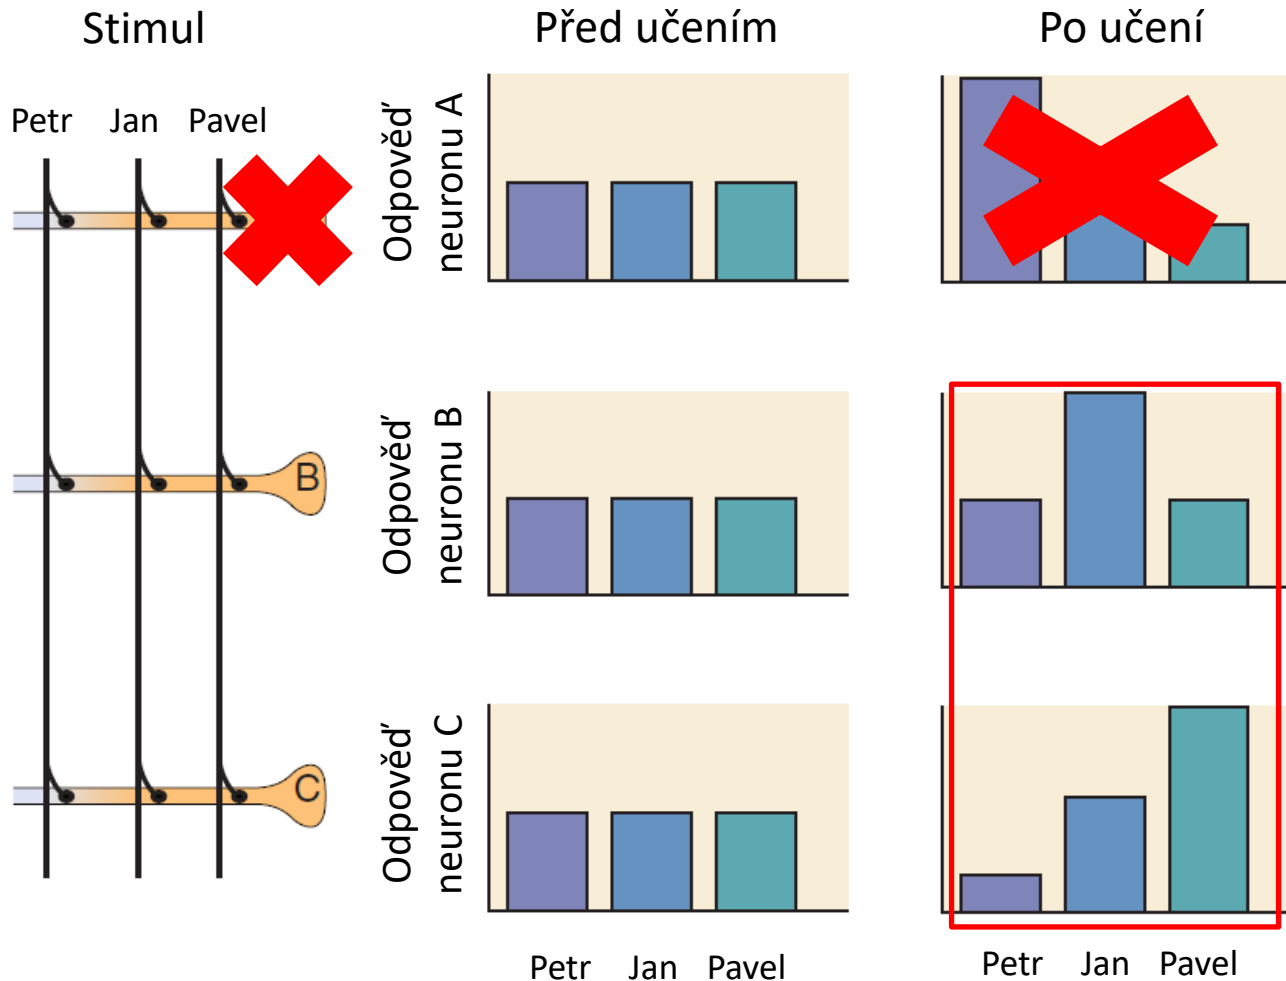 Stimul
Před učením
Po učení
Petr Jan Pavel
Odpověď
neuronu A
B
Odpověď
neuronu B
C
Odpověď
neuronu C
Petr Jan Pavel
Petr Jan Pavel